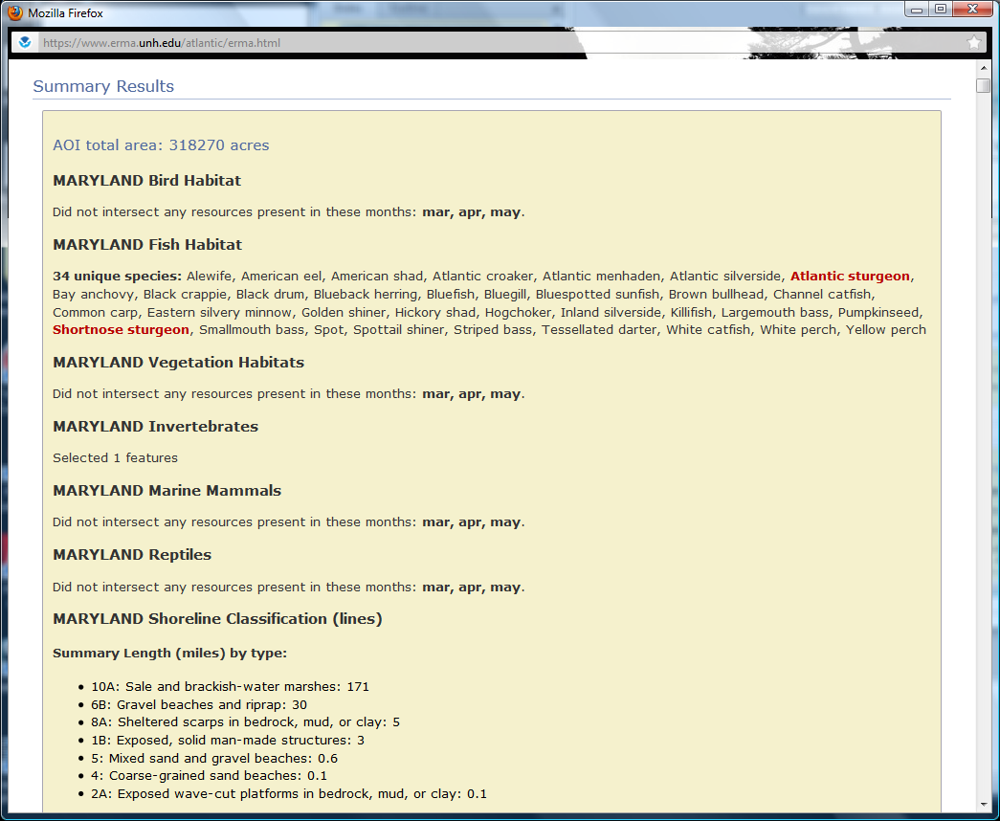 Mozilla Firefox
https://www.erma.unh.edu/atlantic/erma.html
Summary Results
AOI total area: 318270 acres
MARYLAND Bird Habitat
Did not intersect any resources present in these months: mar, apr, may.
MARYLAND Fish Habitat
34 unique species: Alewife, American eel, American shad, Atlantic croaker, Atlantic menhaden, Atlantic silverside, Atlantic sturgeon,
Bay anchovy, Black crappie, Black drum, Blueback herring, Bluefish, Bluegill, Bluespotted sunfish, Brown bullhead, Channel catfish,
Common carp, Eastern silvery minnow, Golden shiner, Hickory shad, Hogchoker, Inland silverside, Killifish, Largemouth bass, Pumpkinseed,
Shortnose sturgeon, Smallmouth bass, Spot, Spottail shiner, Striped bass, Tessellated darter, White catfish, White perch, Yellow perch
MARYLAND Vegetation Habitats
Did not intersect any resources present in these months: mar, apr, may.
MARYLAND Invertebrates
Selected 1 features
MARYLAND Marine Mammals
Did not intersect any resources present in these months: mar, apr, may.
MARYLAND Reptiles
Did not intersect any resources present in these months: mar, apr, may.
MARYLAND Shoreline Classification (lines)
Summary Length (miles) by type:
• 10A: Sale and brackish-water marshes: 171
• 6B: Gravel beaches and riprap: 30
• 8A: Sheltered scarps in bedrock, mud, or clay: 5
• 1B: Exposed, solid man-made structures: 3
• 5: Mixed sand and gravel beaches: 0.6
• 4: Coarse-grained sand beaches: 0.1
• 2A: Exposed wave-cut platforms in bedrock, mud, or clay: 0.1